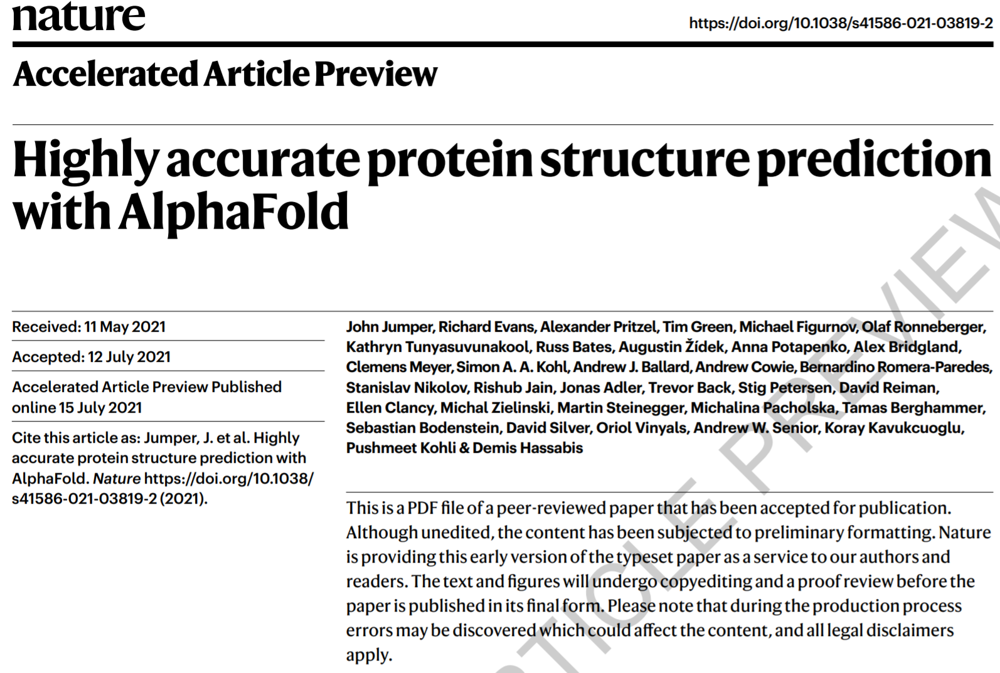 nature
https://doi.org/10.1038/s41586-021-03819-2
Accelerated Article Preview
Highly accurate protein structure prediction
with AlphaFold
Received: 11 May 2021
Accepted: 12 July 2021
Accelerated Article Preview Published
online 15 July 2021
Cite this article as: Jumper, J. et al. Highly
accurate protein structure prediction with
AlphaFold. Nature https://doi.org/10.1038/
s41586-021-03819-2 (2021).
John Jumper, Richard Evans, Alexander Pritzel, Tim Green, Michael Figurnov, Olaf Ronneberger,
Kathryn Tunyasuvunakool, Russ Bates, Augustin Žídek, Anna Potapenko, Alex Bridgland,
Clemens Meyer, Simon A. A. Kohl, Andrew J. Ballard, Andrew Cowie, Bernardino Romera-Paredes,
Stanislav Nikolov, Rishub Jain, Jonas Adler, Trevor Back, Stig Petersen, David Reiman,
Ellen Clancy, Michal Zielinski, Martin Steinegger, Michalina Pacholska, Tamas Berghammer,
Sebastian Bodenstein, David Silver, Oriol Vinyals, Andrew W. Senior, Koray Kavukcuoglu,
Pushmeet Kohli & Demis Hassabis
This is a PDF file of a peer-reviewed paper that has been accepted for publication.
Although unedited, the content has been subjected to preliminary formatting. Nature
is providing this early version of the typeset paper as a service to our authors and
readers. The text and figures will undergo copyediting and a proof review before the
paper is published in its final form. Please note that during the production process
errors may be discovered which could affect the content, and all legal disclaimers
apply.
RTICLE PREVIEW